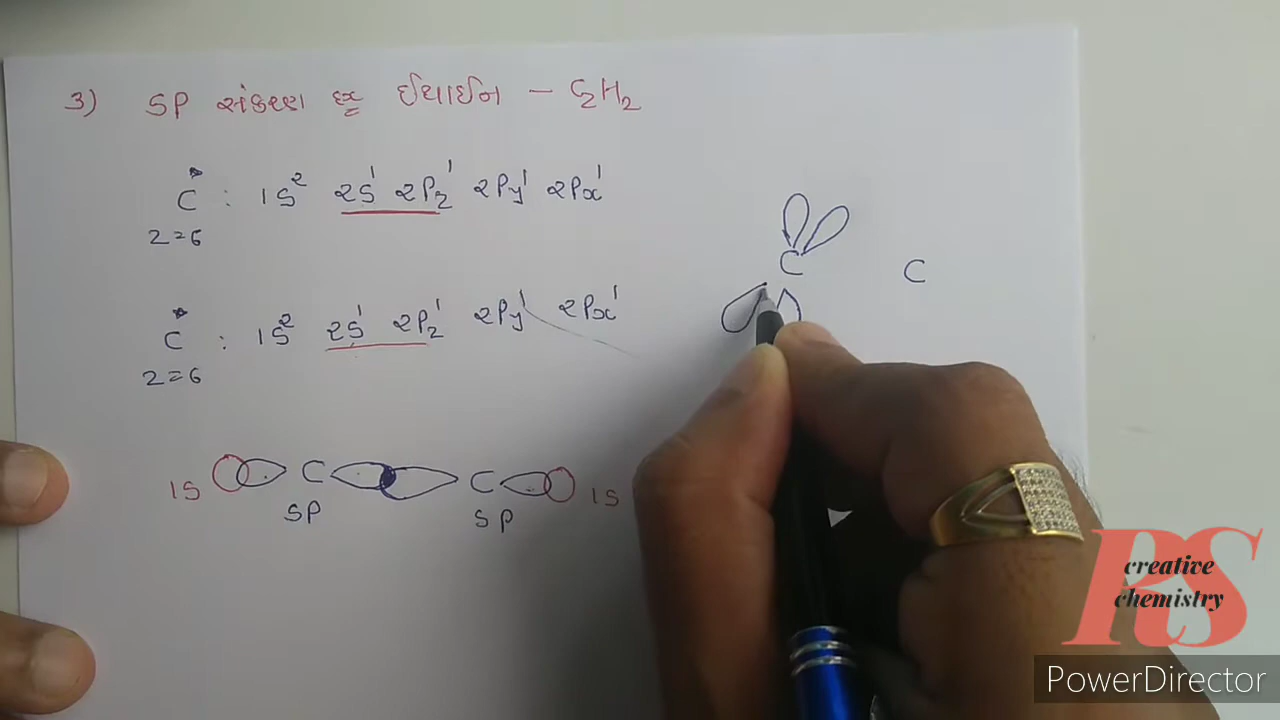 3) SP સંકરણ દ્વારા ઈથાઈન - C2H2
C* : 1S² 2S¹ 2Pz¹ 2Py¹ 2Px¹
Z=6
C* : 1S² 2S¹ 2Pz¹ 2Py¹ 2Px¹
Z=6
C C
1S C C 1S
SP SP
RS
creative
chemistry
PowerDirector